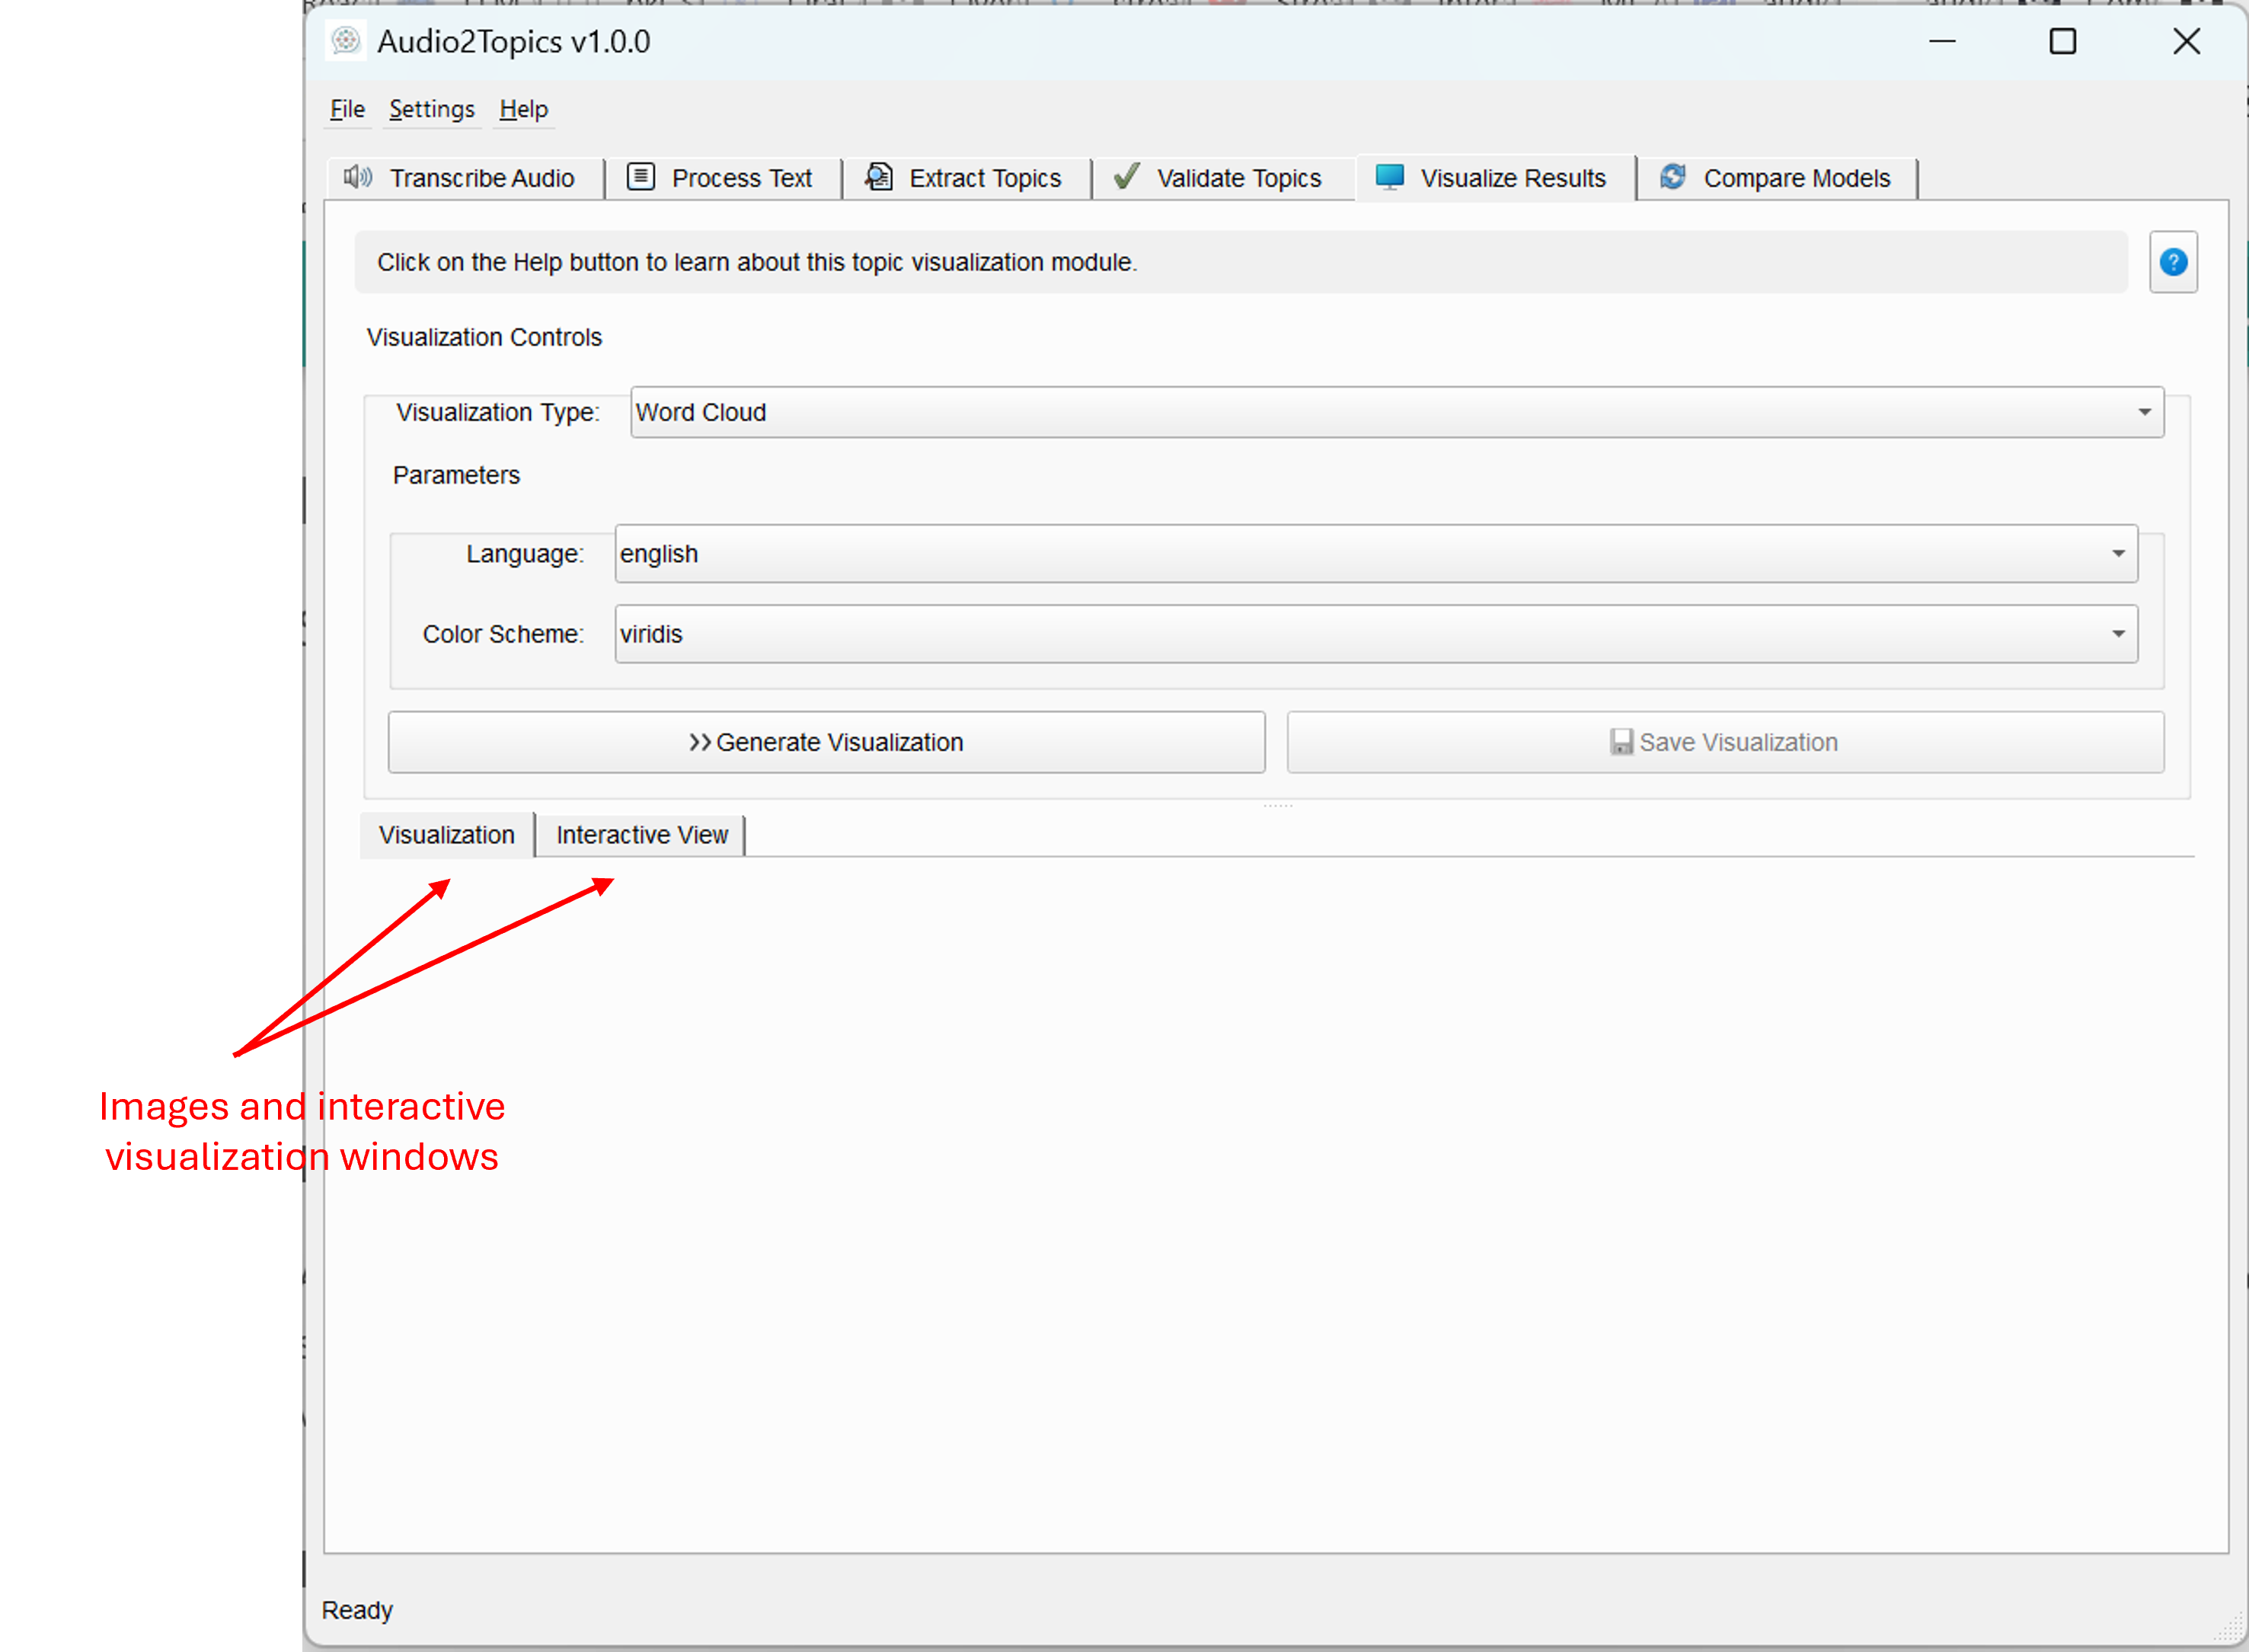 Audio2Topics v1.0.0
File Settings Help
Transcribe Audio Process Text Extract Topics Validate Topics Visualize Results Compare Models
Click on the Help button to learn about this topic visualization module.
?
Visualization Controls
Visualization Type: Word Cloud
Parameters
Language: english
Color Scheme: viridis
>> Generate Visualization Save Visualization
Visualization Interactive View
Images and interactive
visualization windows
Ready